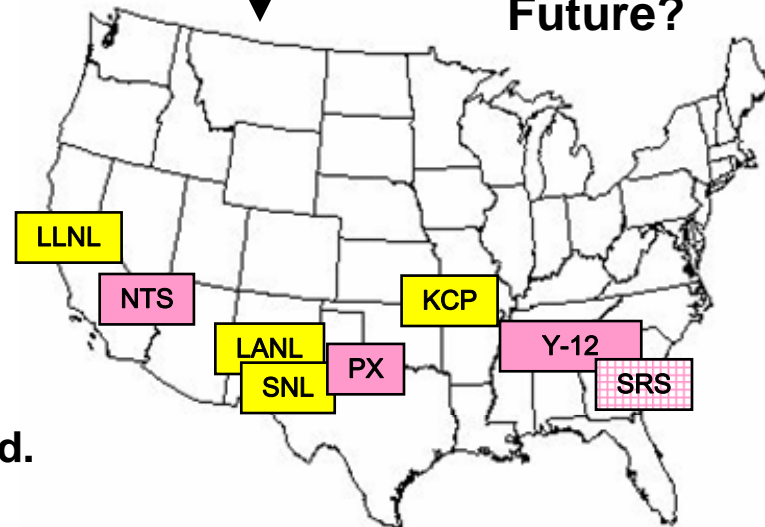 Future?
LLNL
NTS
KCP
LANL
Y-12
PX
SNL
SRS
d.